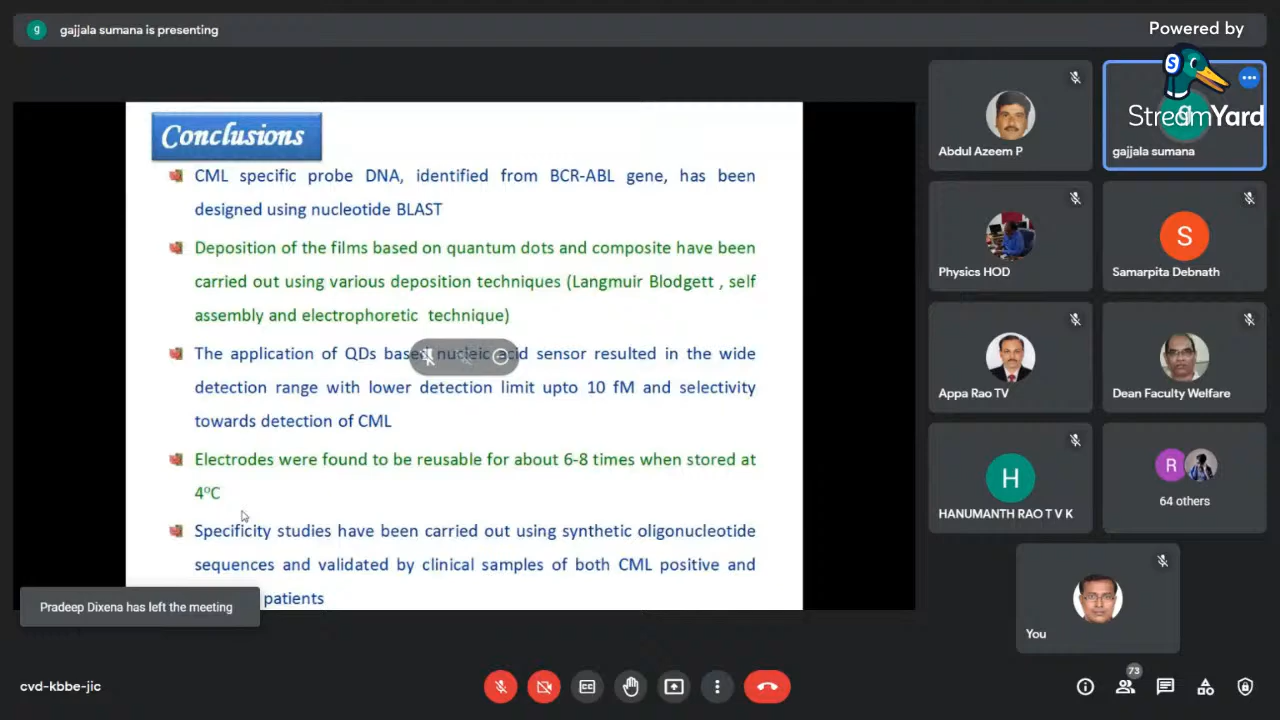 g gajjala sumana is presenting
Powered by
StreamYard
Conclusions
CML specific probe DNA, identified from BCR-ABL gene, has been
designed using nucleotide BLAST
Deposition of the films based on quantum dots and composite have been
carried out using various deposition techniques (Langmuir Blodgett , self
assembly and electrophoretic technique)
The application of QDs based nucleic acid sensor resulted in the wide
detection range with lower detection limit upto 10 fM and selectivity
towards detection of CML
Electrodes were found to be reusable for about 6-8 times when stored at
4ºC
Specificity studies have been carried out using synthetic oligonucleotide
sequences and validated by clinical samples of both CML positive and
patients
Pradeep Dixena has left the meeting
Abdul Azeem P
gajjala sumana
Physics HOD
S
Samarpita Debnath
Appa Rao TV
Dean Faculty Welfare
H
HANUMANTH RAO T V K
R
64 others
You
cvd-kbbe-jic
73